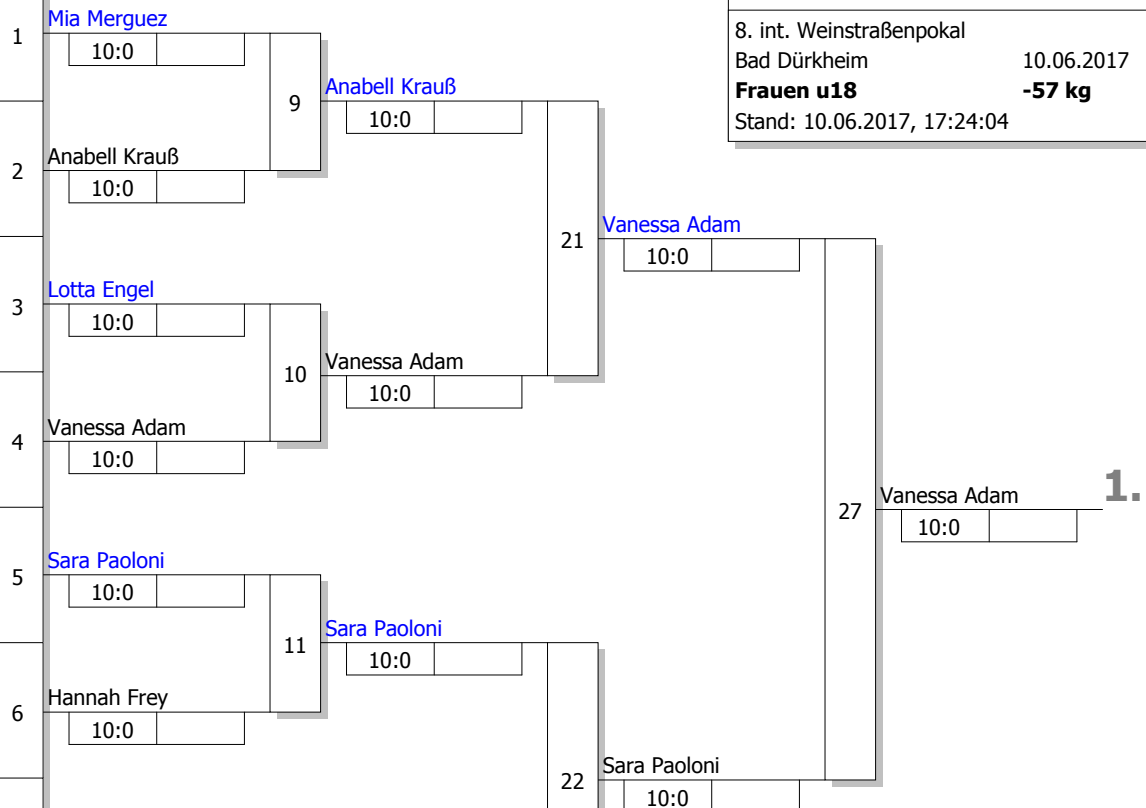 8. int. Weinstraßenpokal
Bad Dürkheim 10.06.2017
Frauen u18 -57 kg
Stand: 10.06.2017, 17:24:04
1 Mia Merguez
10:0
9
Anabell Krauß
10:0
2 Anabell Krauß
10:0
21
Vanessa Adam
10:0
3 Lotta Engel
10:0
10
Vanessa Adam
10:0
4 Vanessa Adam
10:0
27
Vanessa Adam 1.
10:0
5 Sara Paoloni
10:0
11
Sara Paoloni
10:0
6 Hannah Frey
10:0
22
Sara Paoloni
10:0